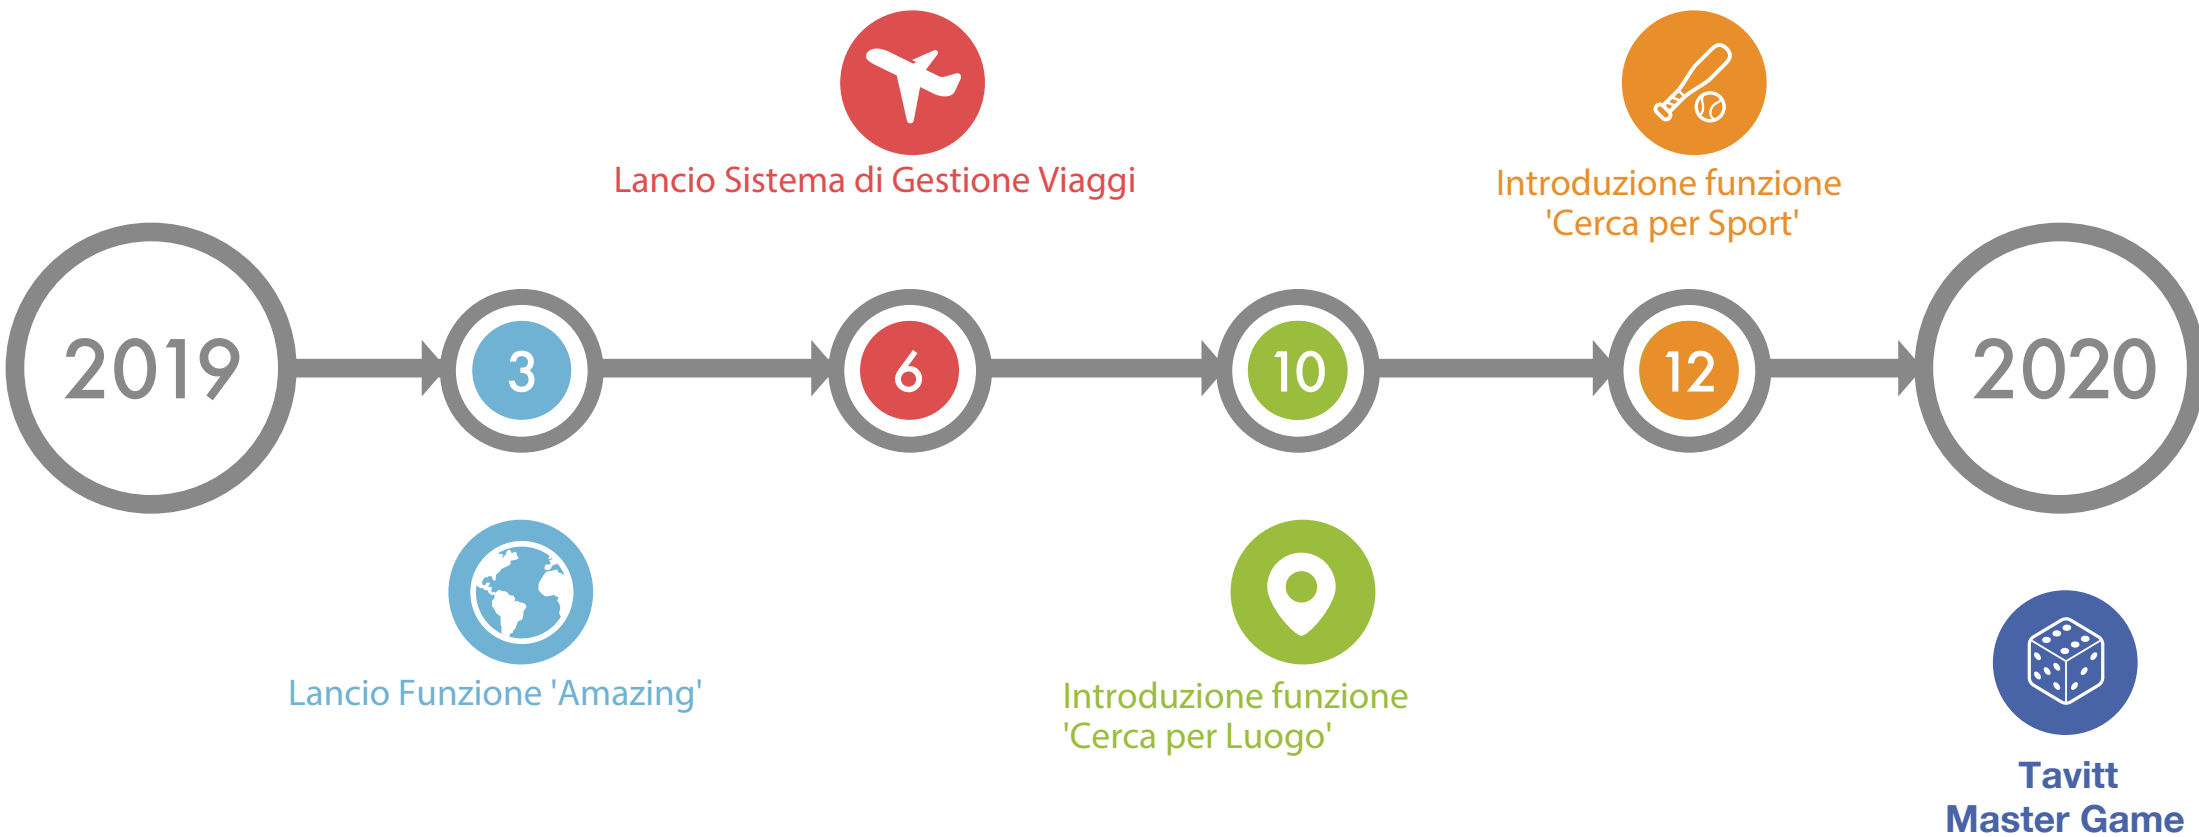 Lancio Sistema di Gestione Viaggi
Introduzione funzione
'Cerca per Sport'
2019
3
6
10
12
2020
Lancio Funzione 'Amazing'
Introduzione funzione
'Cerca per Luogo'
Tavitt
Master Game